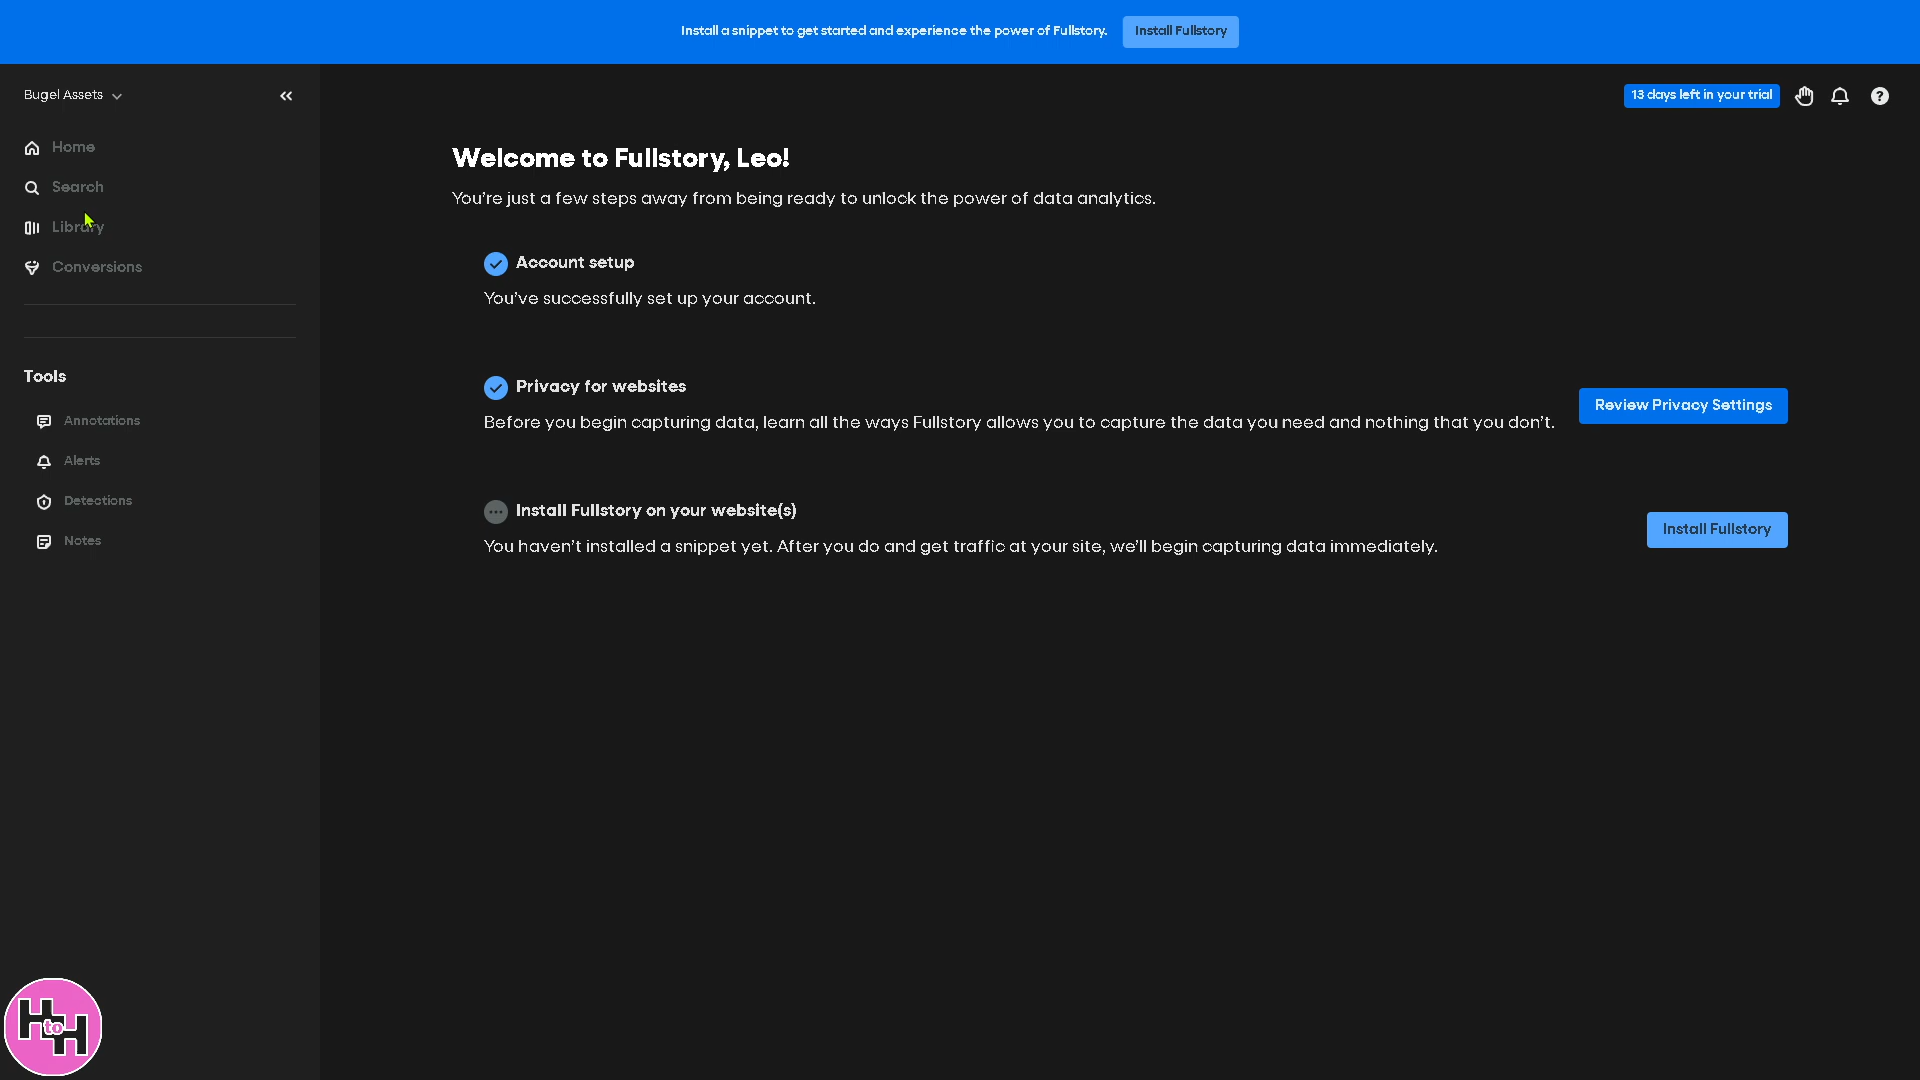 Install a snippet to get started and experience the power of Fullstory.
Install Fullstory
Bugel Assets
13 days left in your trial
Home
Search
Library
Conversions
Tools
Annotations
Alerts
Detections
Notes
Welcome to Fullstory, Leo!
You're just a few steps away from being ready to unlock the power of data analytics.
Account setup
You've successfully set up your account.
Privacy for websites
Before you begin capturing data, learn all the ways Fullstory allows you to capture the data you need and nothing that you don't.
Review Privacy Settings
Install Fullstory on your website(s)
You haven't installed a snippet yet. After you do and get traffic at your site, we'll begin capturing data immediately.
Install Fullstory
H to H